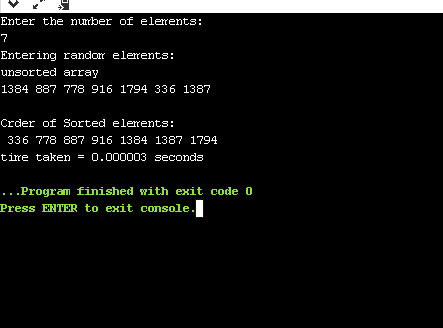 Enter the number of elements:
7
Entering random elements:
unsorted array
1384 887 778 916 1794 336 1387
Crder of Sorted elements:
336 778 887 916 1384 1387 1794
time taken = 0.000003 seconds
...Program finished with exit code 0
Press ENTER to exit console.